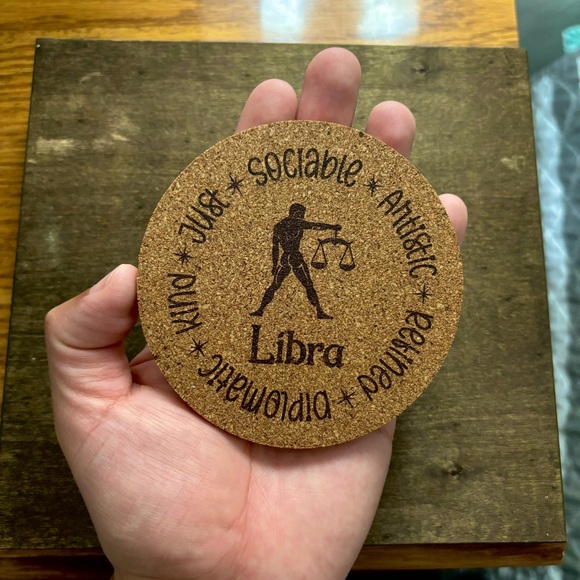 Just * Sociable * Artistic * Refined * Diplomatic * Kind *
Libra